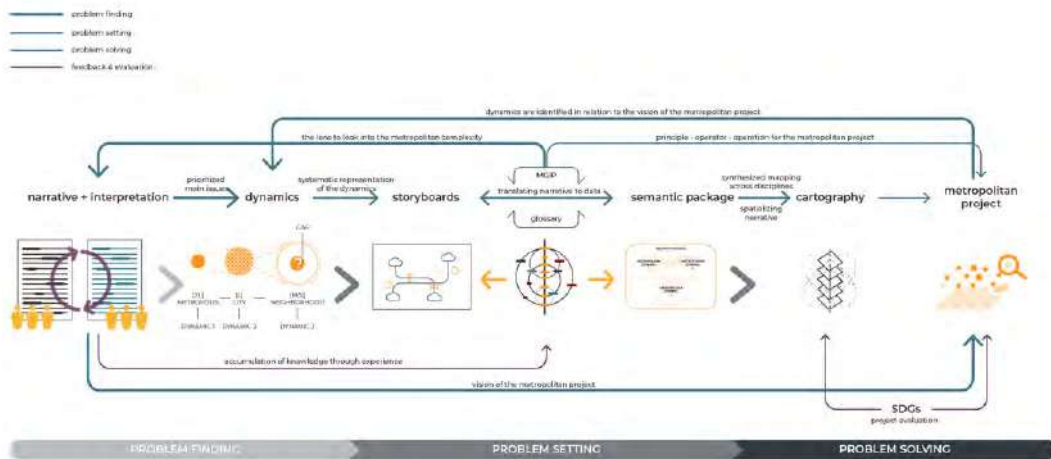 problem finding
problem setting
problem solving
feedback & evaluation
dynamics are identified in relation to the vision of the metropolitan project
the lens to look into the metropolitan complexity
principle - operator - operation for the metropolitan project
MGIP
prioritized
main issues
systematic representation
of the dynamics
translating narrative to data
synthesized mapping
across disciplines
narrative + interpretation
dynamics
storyboards
semantic package
cartography
metropolitan
project
glossary
spatializing
narrative
METROPOLIS
CITY
NEIGHBORHOOD
DYNAMIC 1
DYNAMIC 2
DYNAMIC 3
accumulation of knowledge through experience
vision of the metropolitan project
SDGs
project evaluation
PROBLEM FINDING
PROBLEM SETTING
PROBLEM SOLVING